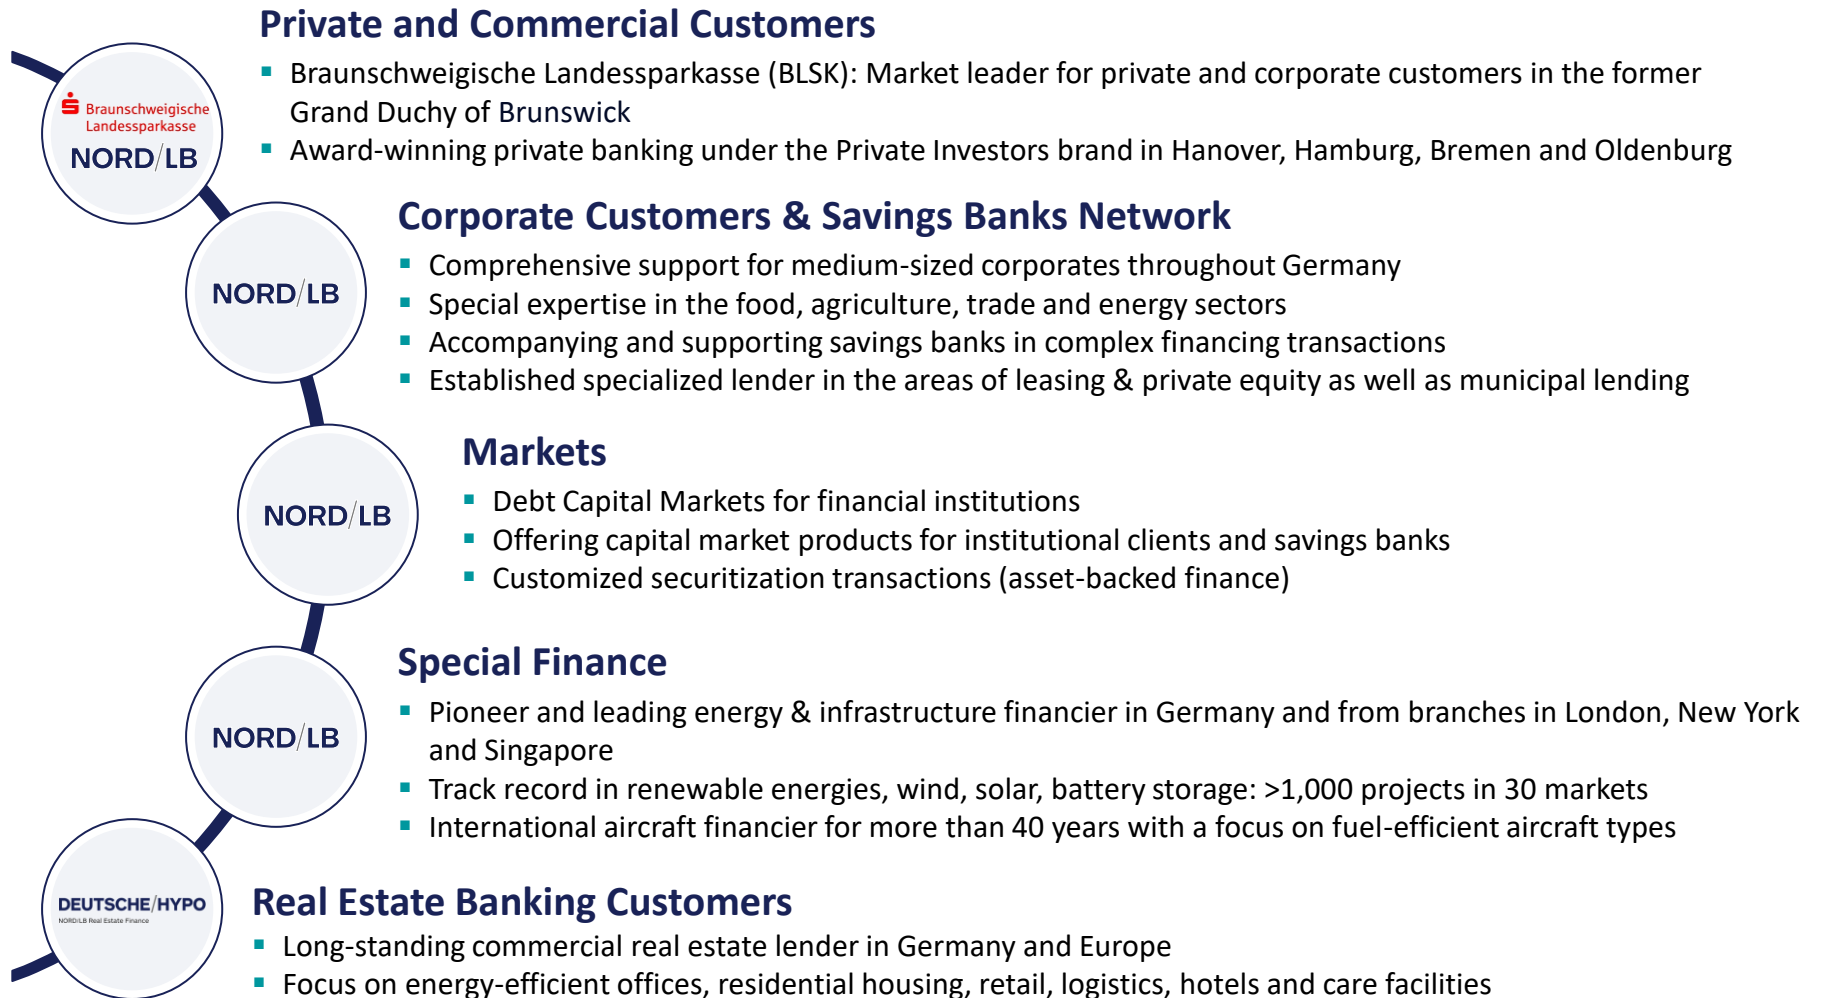 Private and Commercial Customers
▪ Braunschweigische Landessparkasse (BLSK): Market leader for private and corporate customers in the former
Grand Duchy of Brunswick
▪ Award-winning private banking under the Private Investors brand in Hanover, Hamburg, Bremen and Oldenburg
Braunschweigische
Landessparkasse
NORD/LB
Corporate Customers & Savings Banks Network
▪ Comprehensive support for medium-sized corporates throughout Germany
▪ Special expertise in the food, agriculture, trade and energy sectors
▪ Accompanying and supporting savings banks in complex financing transactions
▪ Established specialized lender in the areas of leasing & private equity as well as municipal lending
NORD/LB
Markets
▪ Debt Capital Markets for financial institutions
▪ Offering capital market products for institutional clients and savings banks
▪ Customized securitization transactions (asset-backed finance)
NORD/LB
Special Finance
▪ Pioneer and leading energy & infrastructure financier in Germany and from branches in London, New York
and Singapore
▪ Track record in renewable energies, wind, solar, battery storage: >1,000 projects in 30 markets
▪ International aircraft financier for more than 40 years with a focus on fuel-efficient aircraft types
NORD/LB
Real Estate Banking Customers
▪ Long-standing commercial real estate lender in Germany and Europe
▪ Focus on energy-efficient offices, residential housing, retail, logistics, hotels and care facilities
DEUTSCHE/HYPO
NORD/LB Real Estate Finance